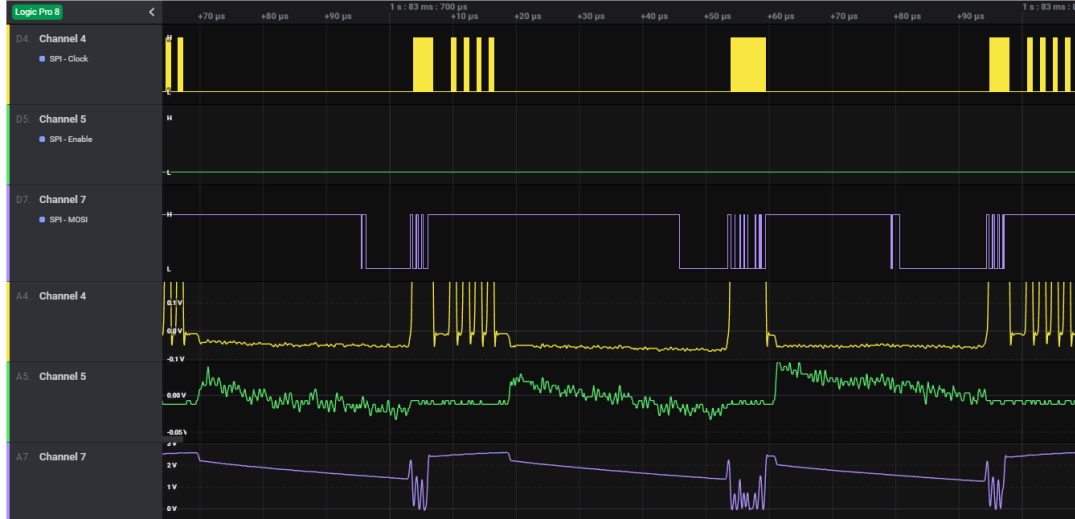 Logic Pro 8
1 s : 83 ms : 700 µs
1 s : 83 ms : 8
+70 µs +80 µs +90 µs +10 µs +20 µs +30 µs +40 µs +50 µs +60 µs +70 µs +80 µs +90 µs
D4. Channel 4
SPI - Clock
H
L
D5. Channel 5
SPI - Enable
H
L
D7. Channel 7
SPI - MOSI
H
L
A4. Channel 4
0.1 V
0.0 V
-0.1 V
A5. Channel 5
0.00 V
-0.05 V
A7. Channel 7
3 V
2 V
1 V
0 V